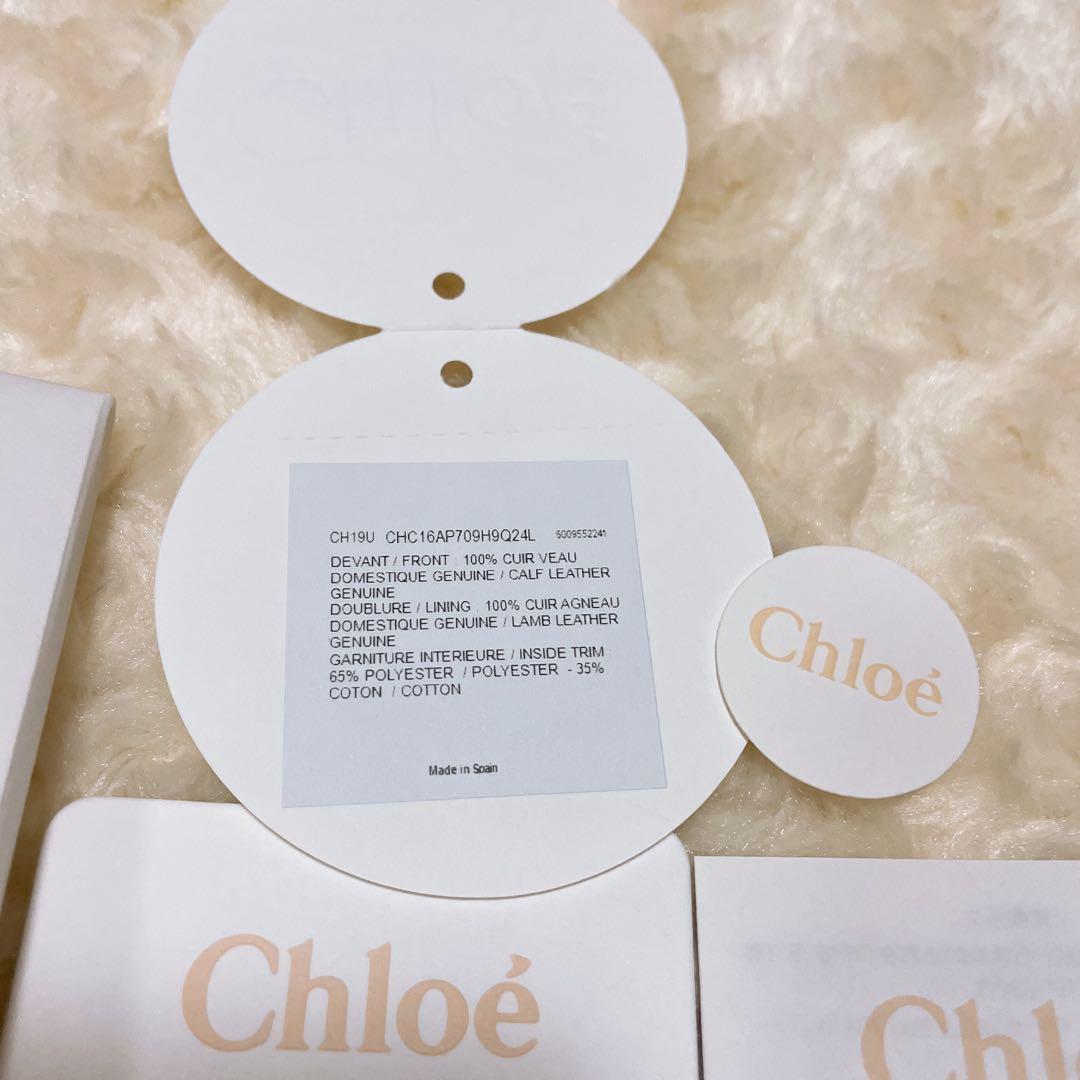 CH19U CHC16AP709H9Q24L 6009552241
DEVANT / FRONT : 100% CUIR VEAU
DOMESTIQUE GENUINE / CALF LEATHER
GENUINE
DOUBLURE / LINING : 100% CUIR AGNEAU
DOMESTIQUE GENUINE / LAMB LEATHER
GENUINE
GARNITURE INTERIEURE / INSIDE TRIM :
65% POLYESTER / POLYESTER - 35%
COTON / COTTON
Made in Spain
Chloé
Chloé
Chl